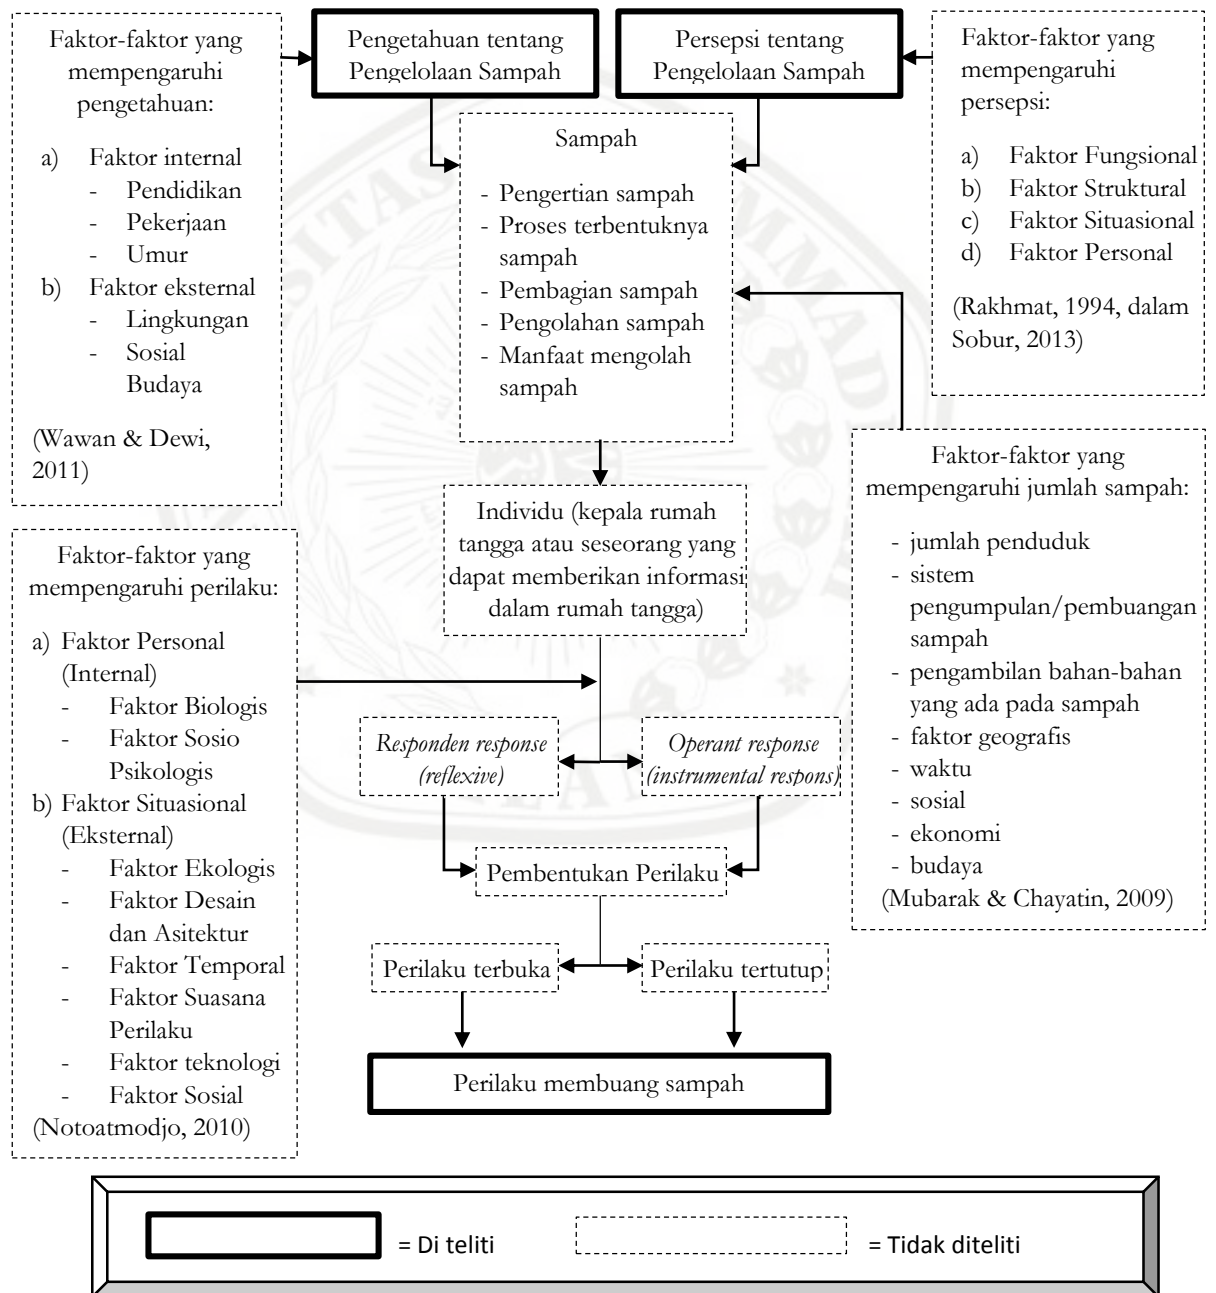 Faktor-faktor yang
mempengaruhi
pengetahuan:
a) Faktor internal
- Pendidikan
- Pekerjaan
- Umur
b) Faktor eksternal
- Lingkungan
- Sosial
Budaya
(Wawan & Dewi,
2011)
Pengetahuan tentang
Pengelolaan Sampah
Persepsi tentang
Pengelolaan Sampah
Faktor-faktor yang
mempengaruhi
persepsi:
a) Faktor Fungsional
b) Faktor Struktural
c) Faktor Situasional
d) Faktor Personal
(Rakhmat, 1994, dalam
Sobur, 2013)
Sampah
- Pengertian sampah
- Proses terbentuknya
sampah
- Pembagian sampah
- Pengolahan sampah
- Manfaat mengolah
sampah
Faktor-faktor yang
mempengaruhi jumlah sampah:
- jumlah penduduk
- sistem
pengumpulan/pembuangan
sampah
- pengambilan bahan-bahan
yang ada pada sampah
- faktor geografis
- waktu
- sosial
- ekonomi
- budaya
(Mubarak & Chayatin, 2009)
Individu (kepala rumah
tangga atau seseorang yang
dapat memberikan informasi
dalam rumah tangga)
Faktor-faktor yang
mempengaruhi perilaku:
a) Faktor Personal
(Internal)
- Faktor Biologis
- Faktor Sosio
Psikologis
b) Faktor Situasional
(Eksternal)
- Faktor Ekologis
- Faktor Desain
dan Asitektur
- Faktor Temporal
- Faktor Suasana
Perilaku
- Faktor teknologi
- Faktor Sosial
(Notoatmodjo, 2010)
Responden response
(reflexive)
Operant response
(instrumental respons)
Pembentukan Perilaku
Perilaku terbuka
Perilaku tertutup
Perilaku membuang sampah
= Di teliti
= Tidak diteliti